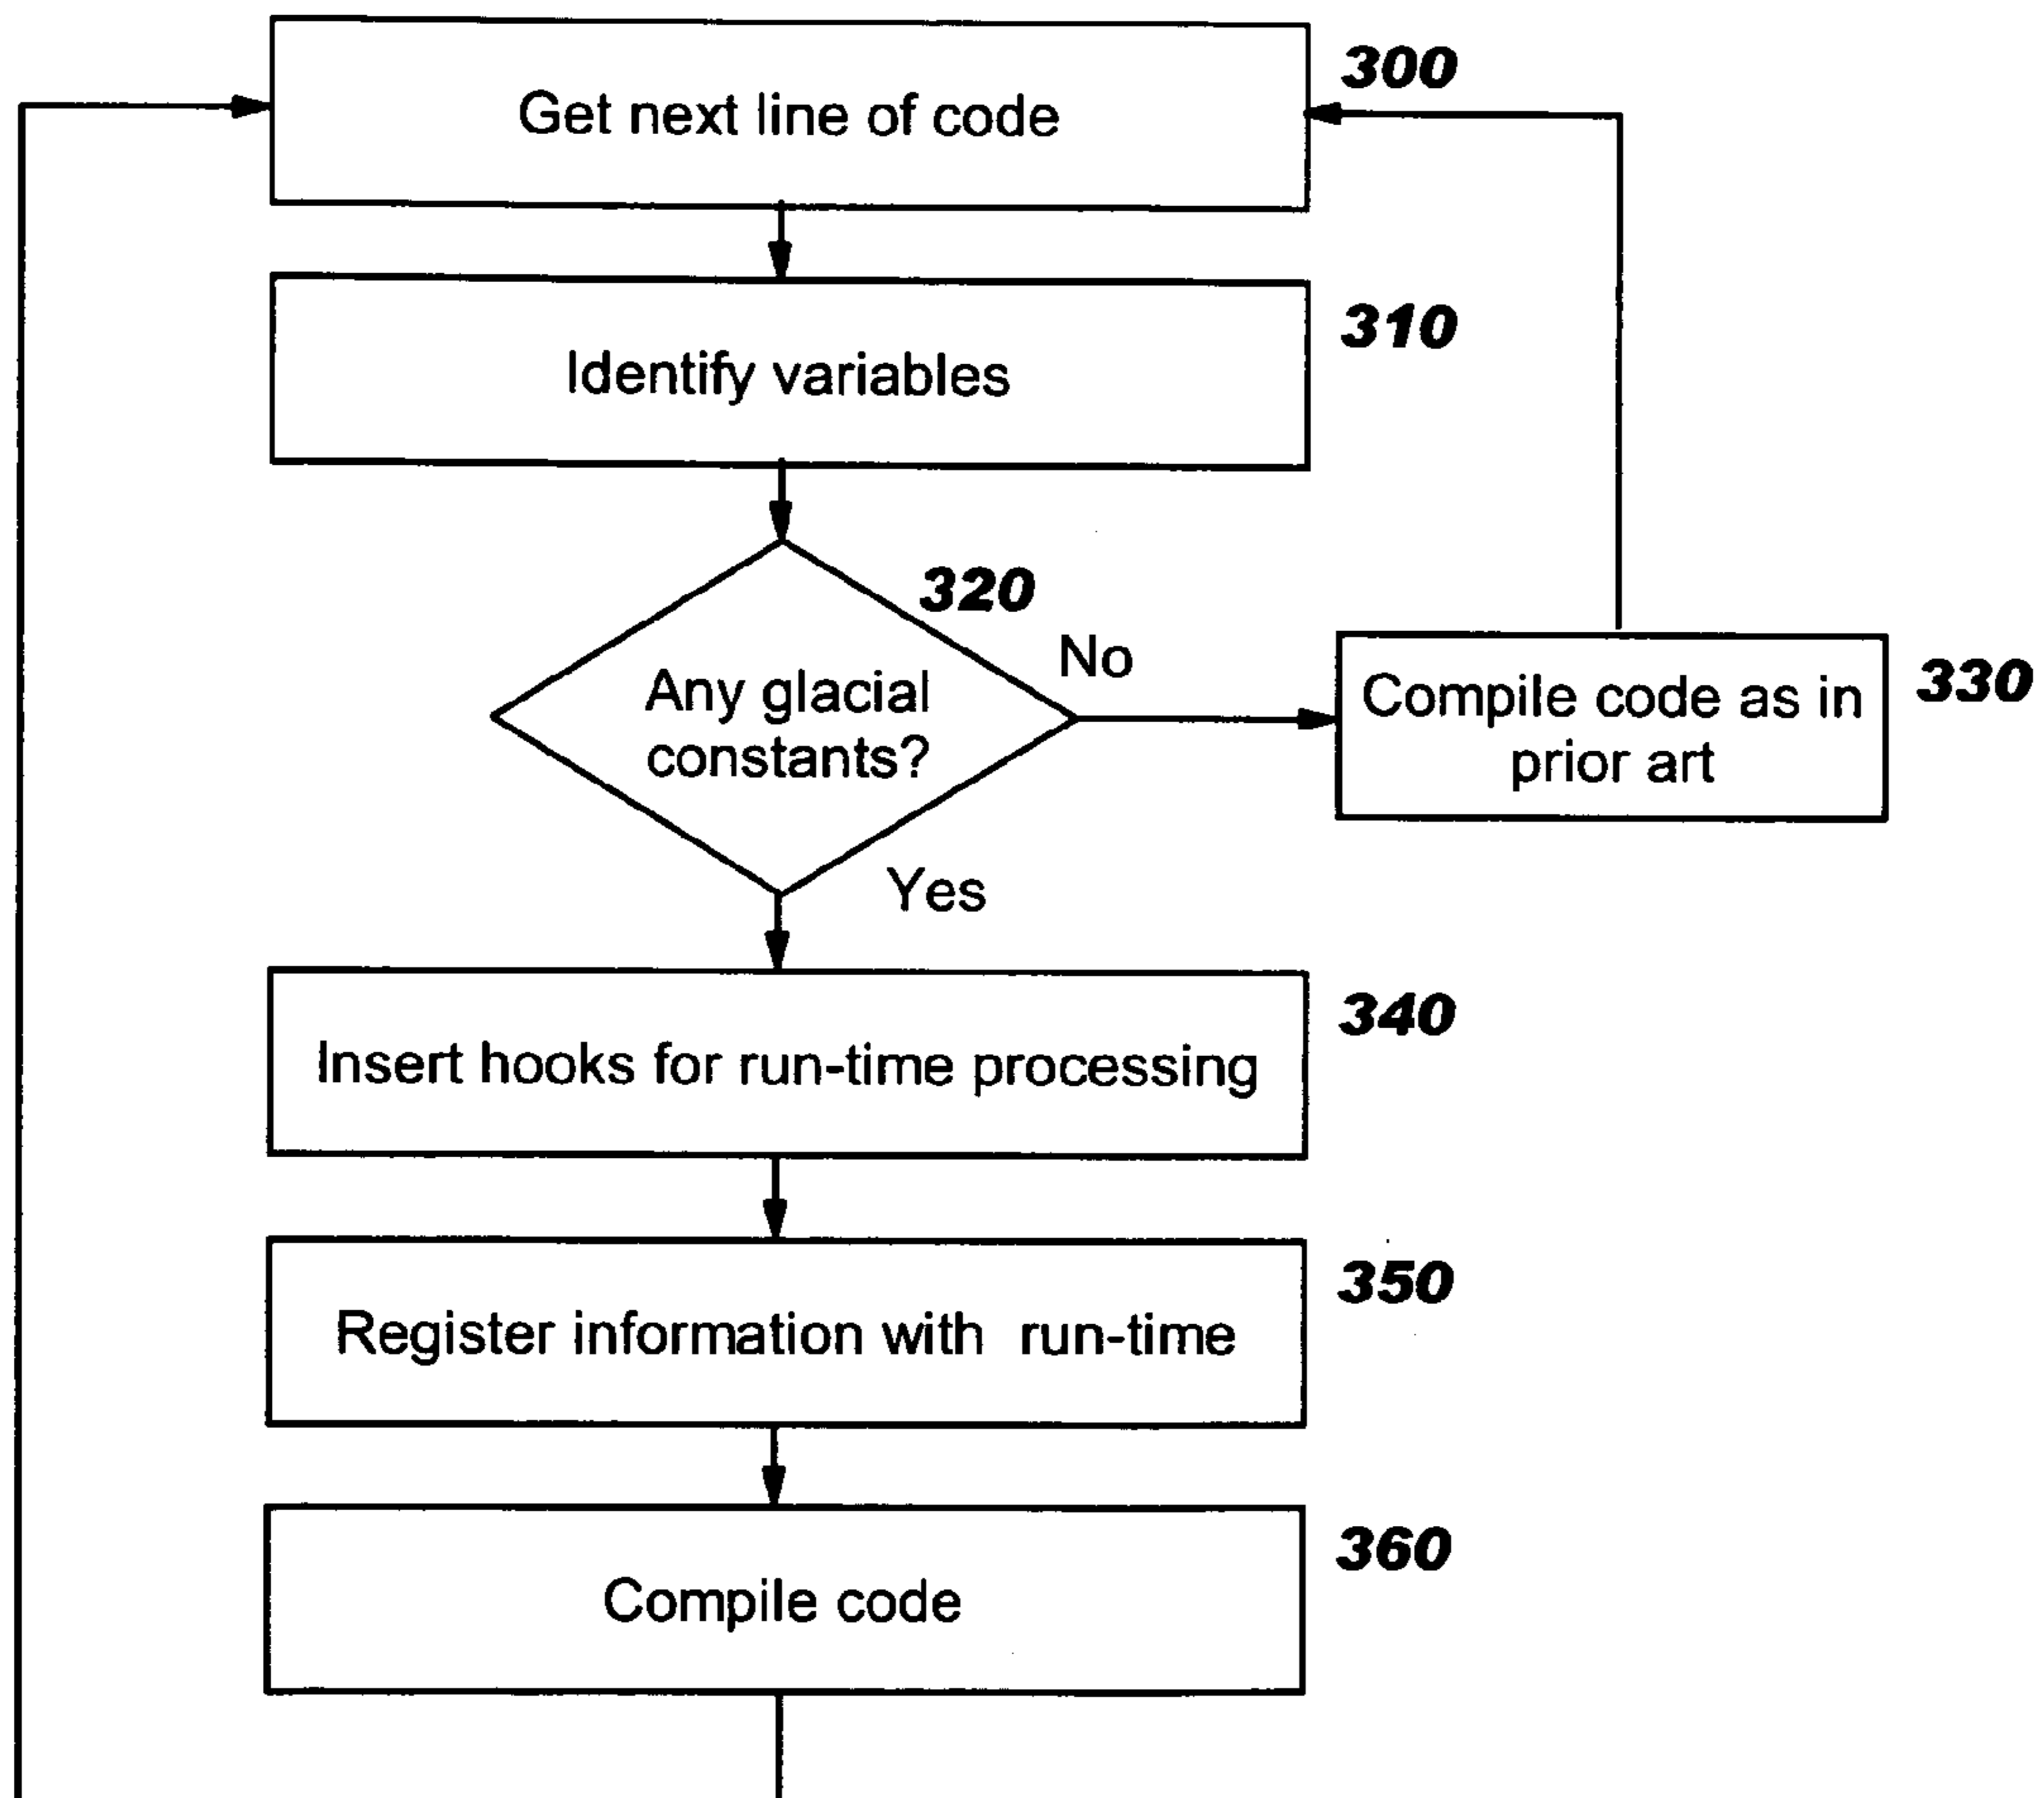 Get next line of code
300
Identify variables
310
320
Any glacial
constants?
No
Compile code as in
prior art
330
Yes
Insert hooks for run-time processing
340
Register information with run-time
350
Compile code
360